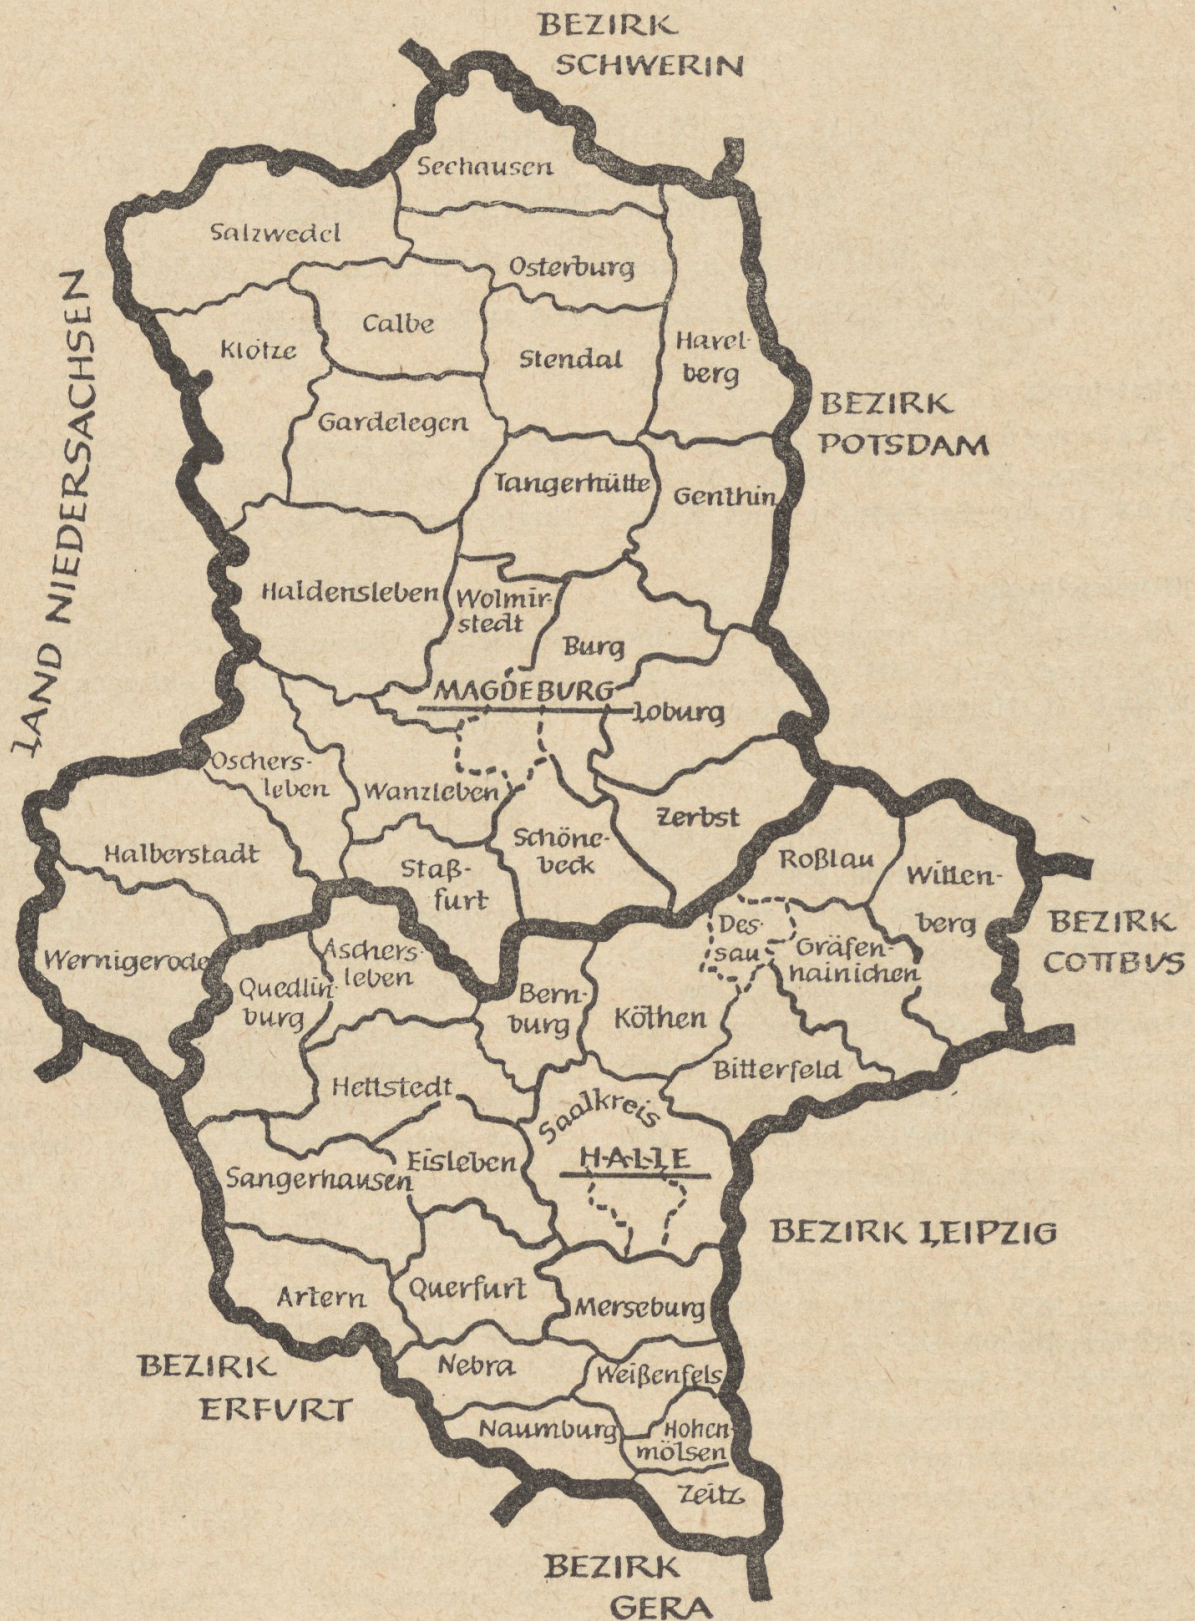 BEZIRK
SCHWERIN
Seehausen
Salzwedel
Osterburg
LAND NIEDERSACHSEN
Calbe
Klötze
Stendal
Havel-
berg
BEZIRK
POTSDAM
Gardelegen
Tangerhütte
Genthin
Haldensleben
Wolmir-
stedt
Burg
MAGDEBURG
Loburg
Oschers-
leben
Wanzleben
Zerbst
Schöne-
beck
Halberstadt
Staß-
furt
Roßlau
Witten-
berg
BEZIRK
COTTBUS
Des-
sau
Gräfen-
hainichen
Wernigerode
Aschers-
leben
Quedlin-
burg
Bern-
burg
Köthen
Bitterfeld
Hettstedt
Saalkreis
HALLE
Eisleben
Sangerhausen
BEZIRK LEIPZIG
Artern
Querfurt
Merseburg
BEZIRK
ERFURT
Nebra
Weißenfels
Naumburg
Hohen-
mölsen
Zeitz
BEZIRK
GERA